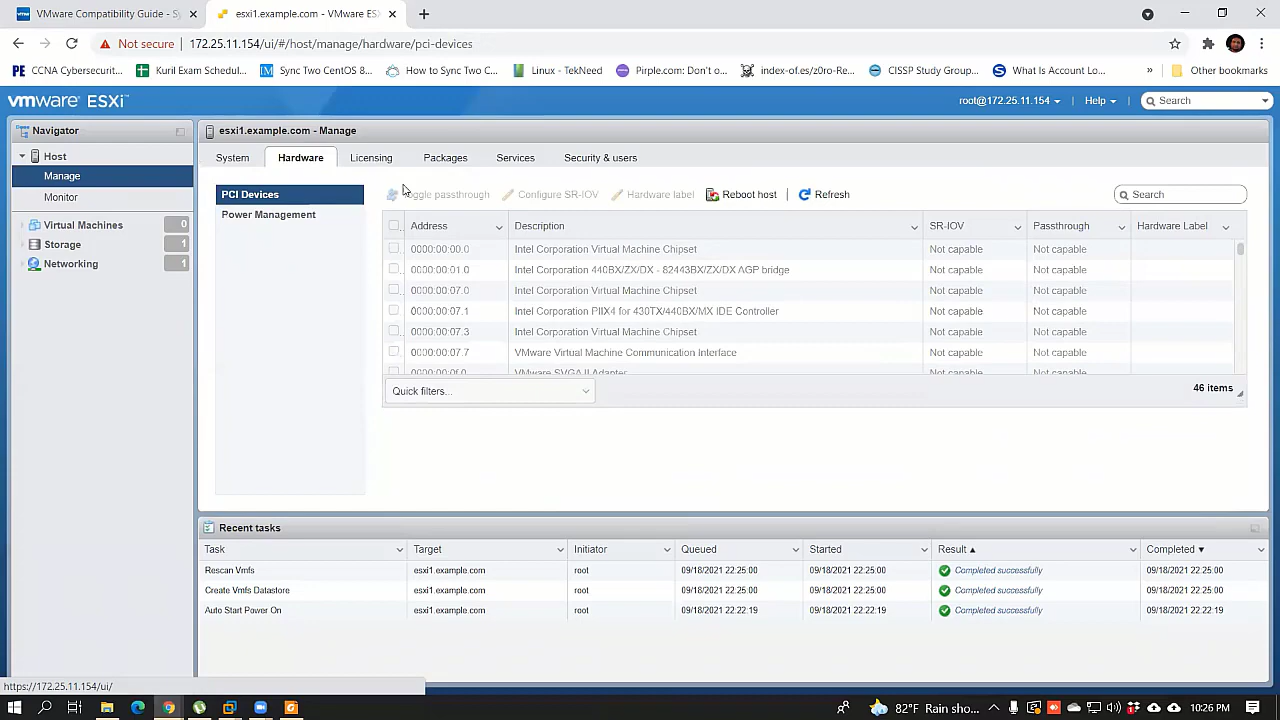 VMware Compatibility Guide - Sy
esxi1.example.com - VMware ES
Not secure 172.25.11.154/ui/#/host/manage/hardware/pci-devices
CCNA Cybersecurit... Kuril Exam Schedul... Sync Two CentOS 8... How to Sync Two C... Linux - TekNeed Pirple.com: Don't o... index-of.es/z0ro-Re... CISSP Study Group... What Is Account Lo... » Other bookmarks
vmware ESXi root@172.25.11.154 Help Search
Navigator
esxi1.example.com - Manage
Host
Manage
Monitor
Virtual Machines 0
Storage 1
Networking 1
System Hardware Licensing Packages Services Security & users
PCI Devices
Power Management
passthrough Configure SR-IOV Hardware label Reboot host Refresh Search
Address Description SR-IOV Passthrough Hardware Label
0000:00:00.0 Intel Corporation Virtual Machine Chipset Not capable Not capable
0000:00:01.0 Intel Corporation 440BX/ZX/DX - 82443BX/ZX/DX AGP bridge Not capable Not capable
0000:00:07.0 Intel Corporation Virtual Machine Chipset Not capable Not capable
0000:00:07.1 Intel Corporation PIIX4 for 430TX/440BX/MX IDE Controller Not capable Not capable
0000:00:07.3 Intel Corporation Virtual Machine Chipset Not capable Not capable
0000:00:07.7 VMware Virtual Machine Communication Interface Not capable Not capable
0000:00:0f.0 VMware SVGA II Adapter Not capable Not capable
Quick filters... 46 items
Recent tasks
Task Target Initiator Queued Started Result Completed
Rescan Vmfs esxi1.example.com root 09/18/2021 22:25:00 09/18/2021 22:25:00 Completed successfully 09/18/2021 22:25:00
Create Vmfs Datastore esxi1.example.com root 09/18/2021 22:25:00 09/18/2021 22:25:00 Completed successfully 09/18/2021 22:25:00
Auto Start Power On esxi1.example.com root 09/18/2021 22:22:19 09/18/2021 22:22:19 Completed successfully 09/18/2021 22:22:19
https://172.25.11.154/ui/
82°F Rain sho... 10:26 PM